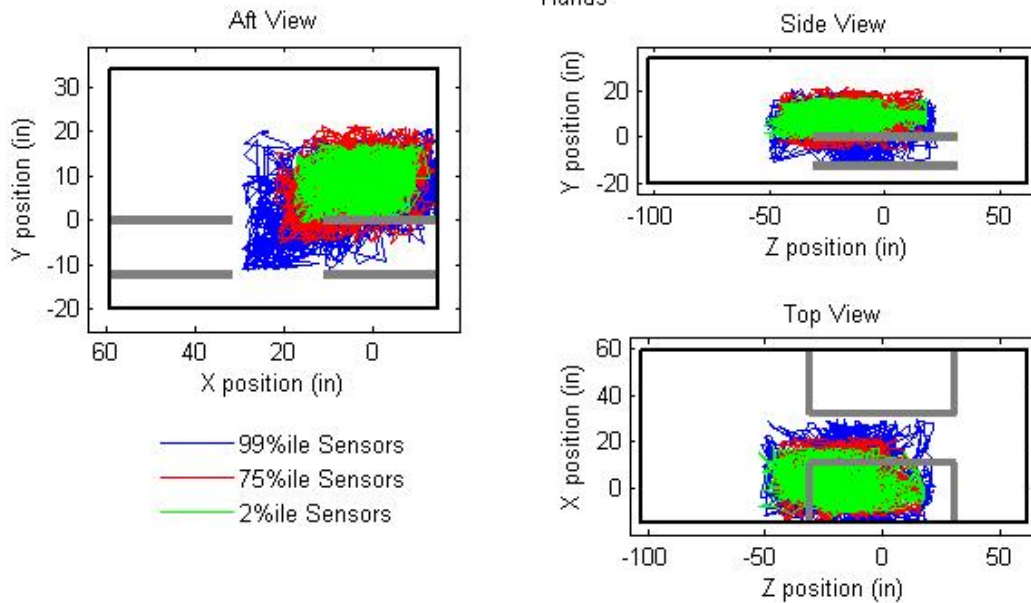 Hands
Aft View
30
20
10
0
-10
-20
Y position (in)
60
40
20
0
X position (in)
99%ile Sensors
75%ile Sensors
2%ile Sensors
Side View
20
0
-20
Y position (in)
-100
-50
0
50
Z position (in)
Top View
60
40
20
0
X position (in)
-100
-50
0
50
Z position (in)